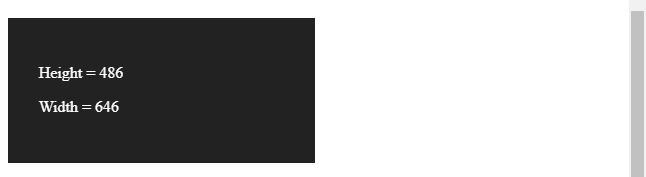 Height = 486
Width = 646